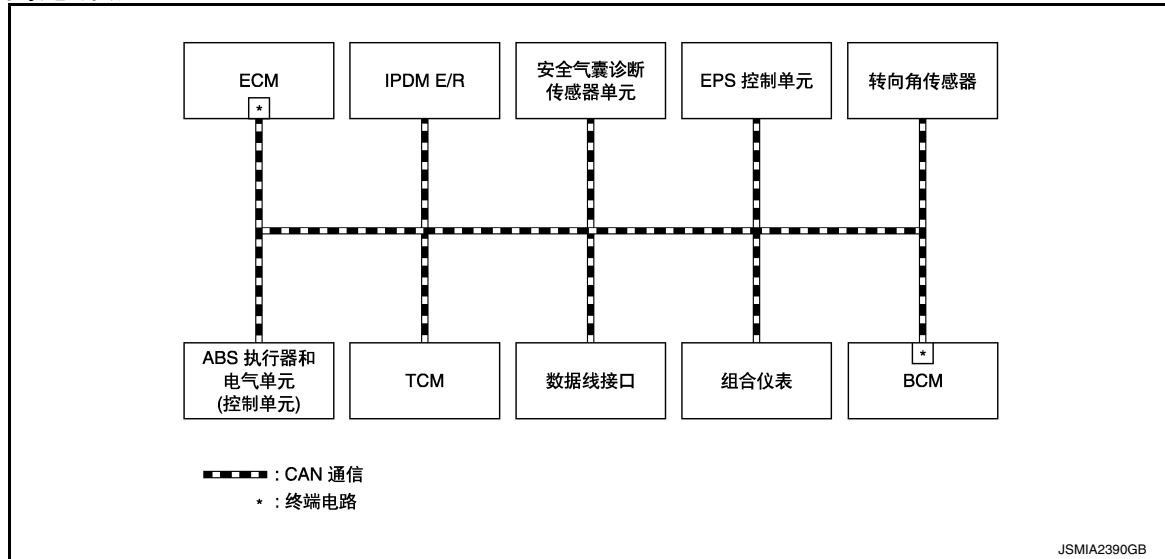 ECM
*
IPDM E/R
安全气囊诊断
传感器单元
EPS 控制单元
转向角传感器
ABS 执行器和
电气单元
(控制单元)
TCM
数据线接口
组合仪表
*
BCM
: CAN 通信
* : 终端电路
JSMIA2390GB